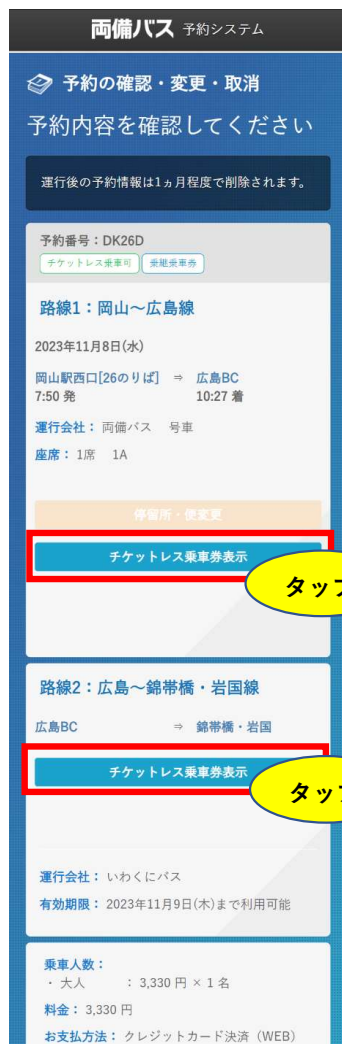 両備バス 予約システム
予約の確認・変更・取消
予約内容を確認してください
運行後の予約情報は1ヵ月程度で削除されます。
予約番号：DK26D
チケットレス乗車可 乗継乗車券
路線1：岡山～広島線
2023年11月8日(水)
岡山駅西口[26のりば] ⇒ 広島BC
7:50 発 10:27 着
運行会社： 両備バス 号車
座席： 1席 1A
停留所・便変更
チケットレス乗車券表示
タップ
路線2：広島～錦帯橋・岩国線
広島BC ⇒ 錦帯橋・岩国
チケットレス乗車券表示
タップ
運行会社： いわくにバス
有効期限： 2023年11月9日(木)まで利用可能
乗車人数：
・大人 ： 3,330 円 × 1 名
料金： 3,330 円
お支払方法： クレジットカード決済（WEB）